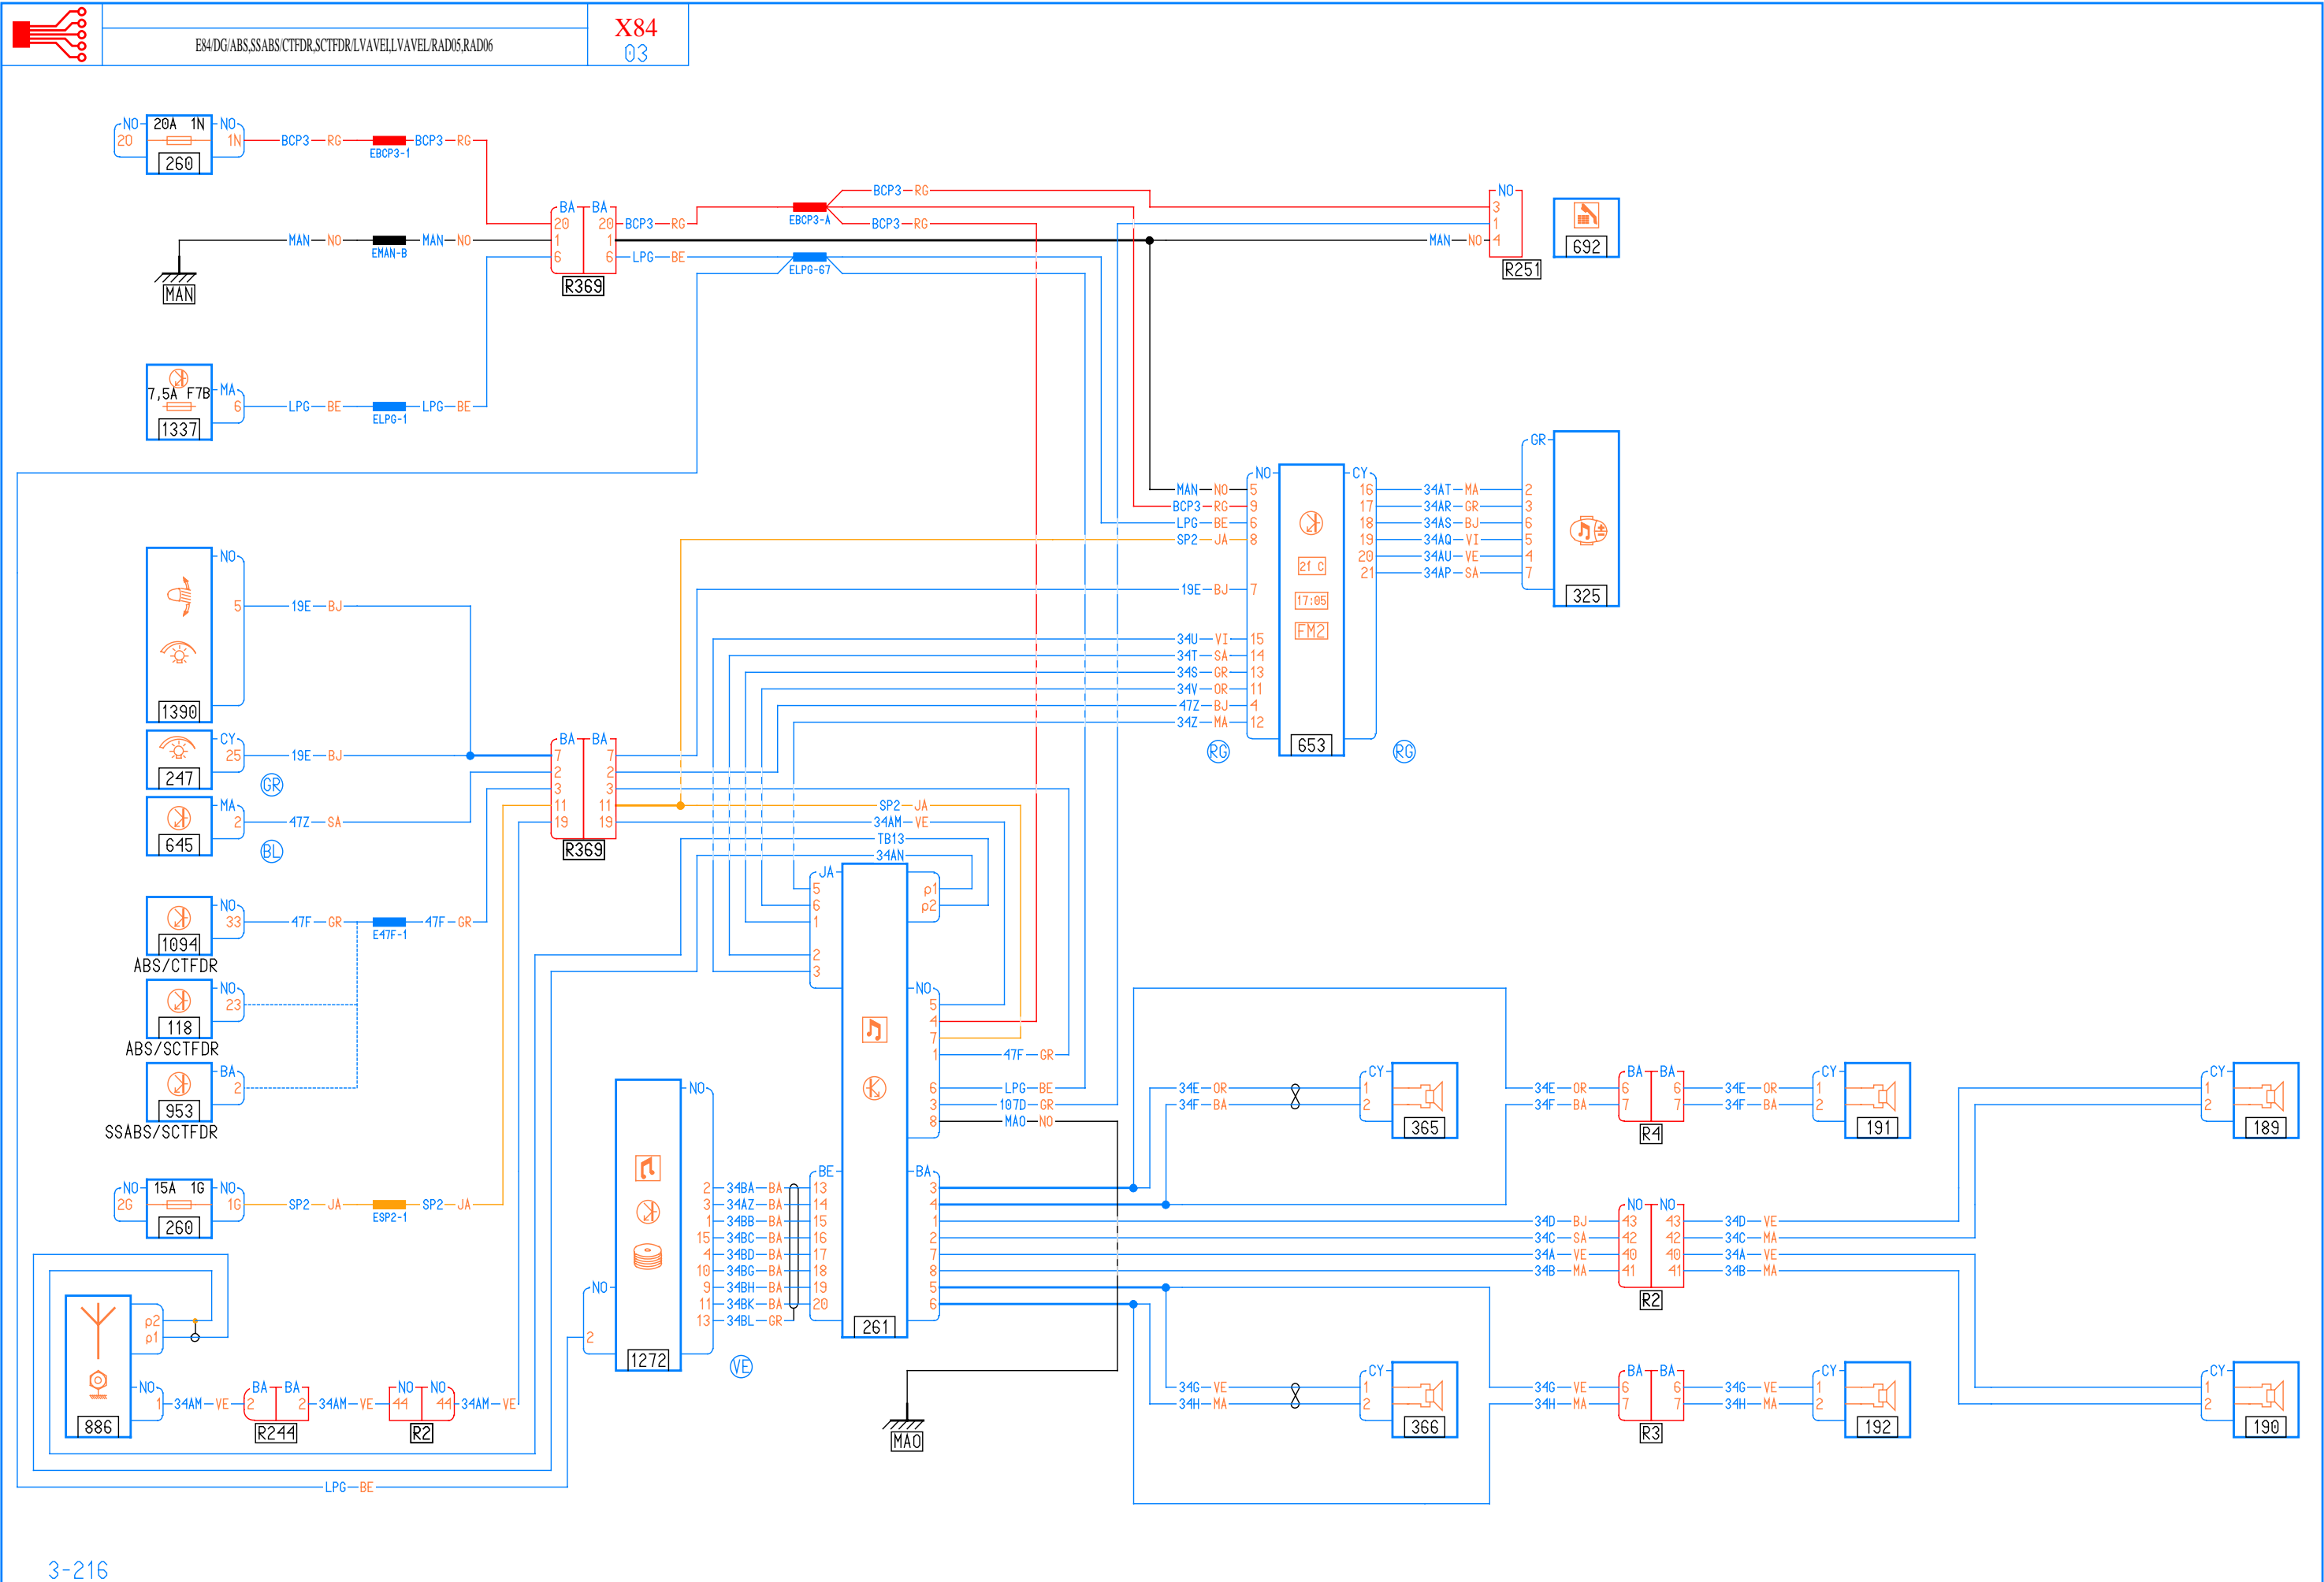 E84/DG/ABS,SSABS/CTFDR,SCTFDR/LVAVEI,LVAVEL/RAD05,RAD06
X84
03
NO 20A 1N NO
20 1N BCP3 RG BCP3 RG
EBCP3-1
260
BCP3 RG
NO
BA BA
20 20 BCP3 RG
EBCP3-A
BCP3 RG
3
1
MAN NO MAN NO 1 1 MAN NO 4
EMAN-B
692
6 6 LPG BE
ELPG-67
R251
MAN
R369
7,5A F7B
MA
6 LPG BE LPG BE
ELPG-1
1337
GR
NO CY
MAN NO 5 16 34AT MA 2
BCP3 RG 9 17 34AR GR 3
LPG BE 6 18 34AS BJ 6
SP2 JA 8 19 34AQ VI 5
20 34AU VE 4
21 C
21 34AP SA 7
19E BJ 7
17:05
325
FM2
34U VI 15
34T SA 14
34S GR 13
34V OR 11
47Z BJ 4
34Z MA 12
653
RG RG
NO
5 19E BJ
1390
CY
25 19E BJ
247
GR
BA BA
7 7
2 2
3 3
11 11 SP2 JA
19 19 34AM VE
R369
MA
2 47Z SA
645
BL
TB13
34AN
JA
5 p1
6 p2
1
2
3
NO
33 47F GR 47F GR
E47F-1
1094
ABS/CTFDR
NO
23
118
ABS/SCTFDR
BA
2
953
SSABS/SCTFDR
NO
5
4
7
1 47F GR
6 LPG BE
3 107D GR
8 MAO NO
NO 15A 1G NO
2G 1G SP2 JA SP2 JA
ESP2-1
260
NO
BE BA
2 34BA BA 13 3
3 34AZ BA 14 4
1 34BB BA 15 1
15 34BC BA 16 2
4 34BD BA 17 7
10 34BG BA 18 8
9 34BH BA 19 5
11 34BK BA 20 6
13 34BL GR
NO
2
261
1272
VE
34E OR CY 1
34F BA 2
365
34E OR BA BA 6 6 34E OR CY 1
34F BA 7 7 34F BA 2
R4
191
CY
1
2
189
NO NO
34D BJ 43 43 34D VE
34C SA 42 42 34C MA
34A VE 40 40 34A VE
34B MA 41 41 34B MA
R2
34G VE CY 1
34H MA 2
366
34G VE BA BA 6 6 34G VE CY 1
34H MA 7 7 34H MA 2
R3
192
CY
1
2
190
p2
p1
NO BA BA NO NO
1 34AM VE 2 2 34AM VE 44 44 34AM VE
886
R244
R2
MAO
LPG BE
3-216